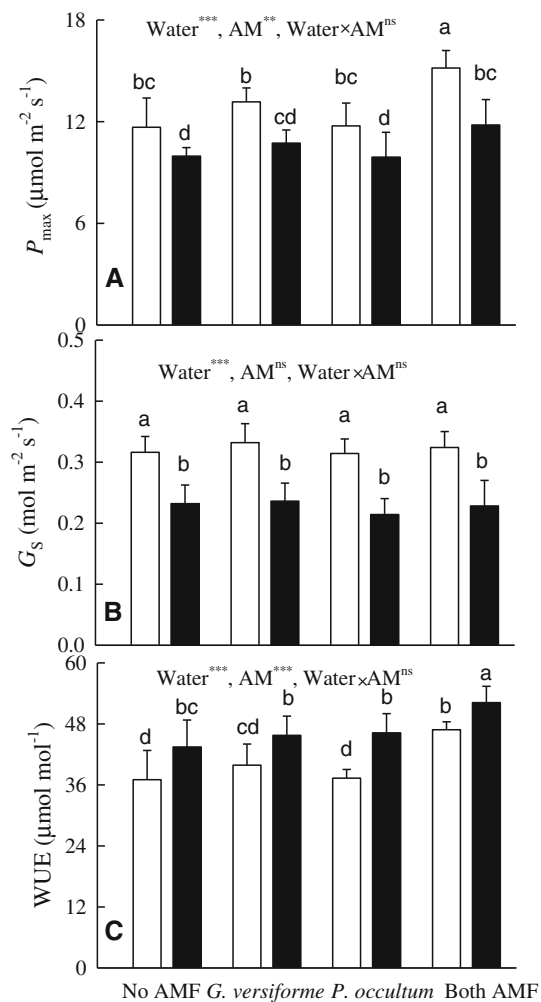 18
Water***, AM**, Water×AMns
a
bc
b
bc
bc
12
d
cd
d
Pmax (μmol m−2 s−1)
6
A
0
0.5
Water***, AMns, Water×AMns
0.4
a
a
a
a
0.3
b
b
b
b
GS (mol m−2 s−1)
0.2
0.1
B
0.0
60
Water***, AM***, Water×AMns
a
bc
b
b
b
48
d
cd
d
36
WUE (μmol mol−1)
24
12
C
0
No AMF G. versiforme P. occultum Both AMF